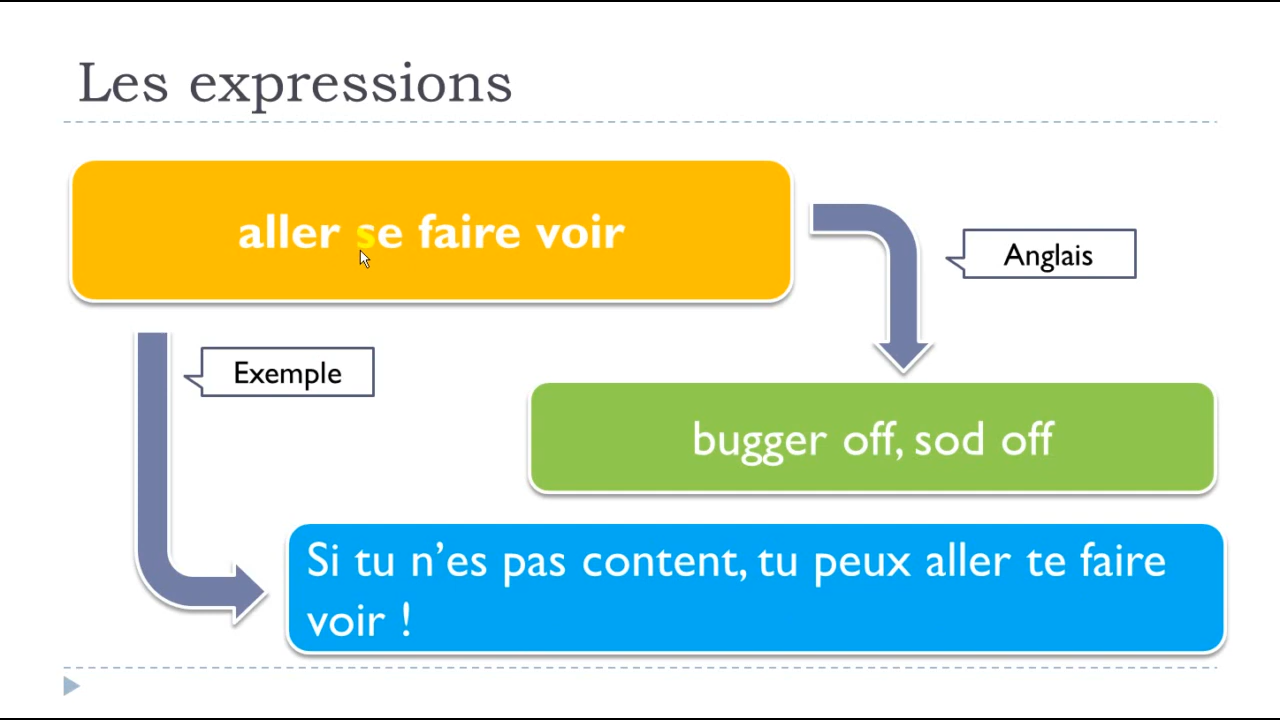 Les expressions
aller se faire voir
Anglais
Exemple
bugger off, sod off
Si tu n’es pas content, tu peux aller te faire
voir !